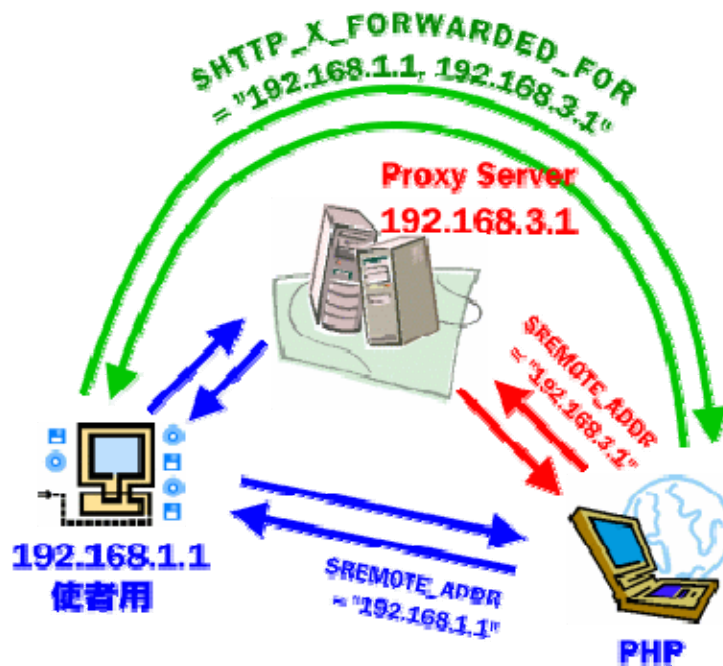 $HTTP_X_FORWARDED_FOR
= "192.168.1.1, 192.168.3.1"
Proxy Server
192.168.3.1
$REMOTE_ADDR
= "192.168.3.1"
192.168.1.1
使者用
$REMOTE_ADDR
= "192.168.1.1"
PHP